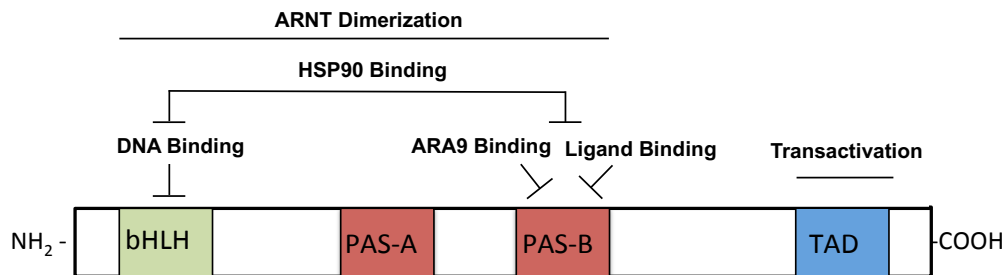 ARNT Dimerization
HSP90 Binding
DNA Binding
ARA9 Binding
Ligand Binding
Transactivation
NH₂ -
bHLH
PAS-A
PAS-B
TAD
-COOH